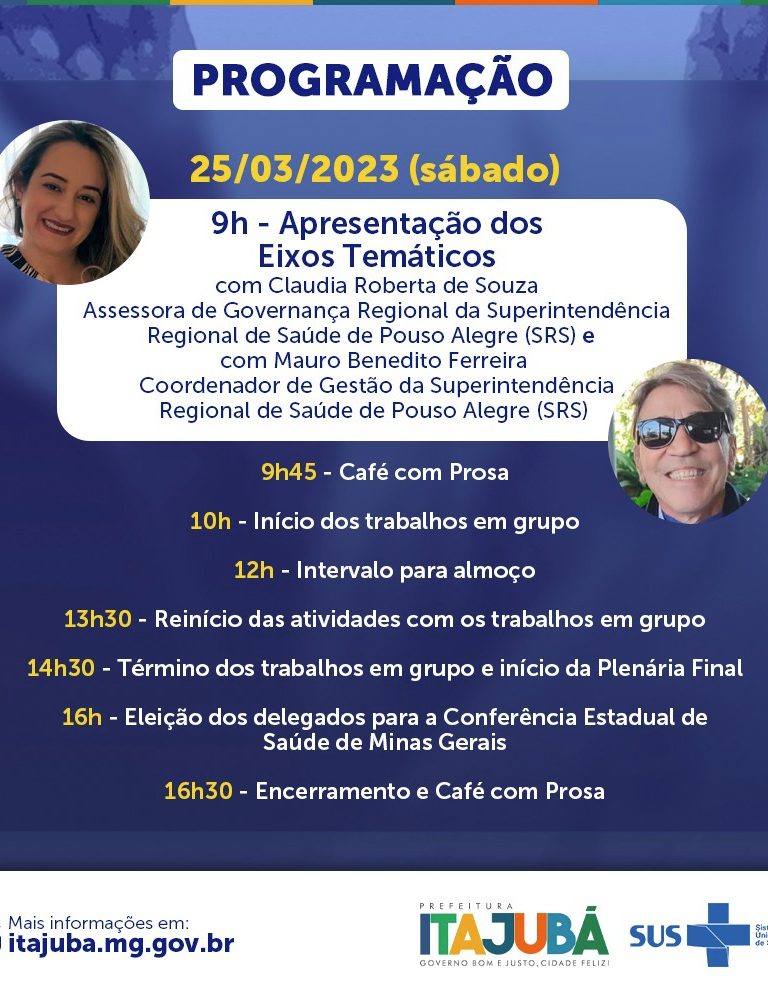 PROGRAMAÇÃO
25/03/2023 (sábado)
9h - Apresentação dos
Eixos Temáticos
com Claudia Roberta de Souza
Assessora de Governança Regional da Superintendência
Regional de Saúde de Pouso Alegre (SRS) e
com Mauro Benedito Ferreira
Coordenador de Gestão da Superintendência
Regional de Saúde de Pouso Alegre (SRS)
9h45 - Café com Prosa
10h - Início dos trabalhos em grupo
12h - Intervalo para almoço
13h30 - Reinício das atividades com os trabalhos em grupo
14h30 - Término dos trabalhos em grupo e início da Plenária Final
16h - Eleição dos delegados para a Conferência Estadual de
Saúde de Minas Gerais
16h30 - Encerramento e Café com Prosa
Mais informações em:
itajuba.mg.gov.br
PREFEITURA
ITAJUBÁ
GOVERNO BOM E JUSTO, CIDADE FELIZ!
SUS
de